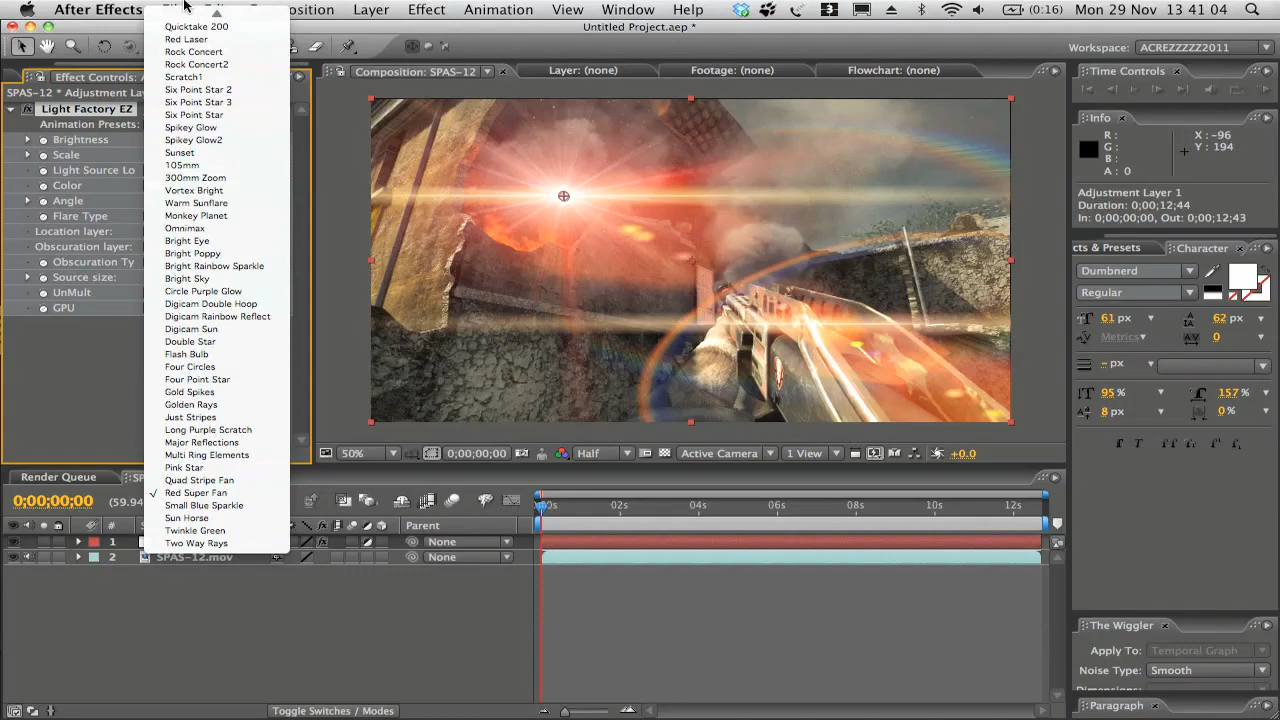 After Effects
Composition Layer Effect Animation View Window Help
(0:16) Mon 29 Nov 13 41 04
Untitled Project.aep *
Workspace: ACREZZZZZ2011
Effect Controls: A
SPAS-12 * Adjustment Lay
Light Factory EZ
Animation Presets:
Brightness
Scale
Light Source Lo
Color
Angle
Flare Type
Location layer:
Obscuration layer:
Obscuration Ty
Source size:
UnMult
GPU
Quicktake 200
Red Laser
Rock Concert
Rock Concert2
Scratch1
Six Point Star 2
Six Point Star 3
Six Point Star
Spikey Glow
Spikey Glow2
Sunset
105mm
300mm Zoom
Vortex Bright
Warm Sunflare
Monkey Planet
Omnimax
Bright Eye
Bright Poppy
Bright Rainbow Sparkle
Bright Sky
Circle Purple Glow
Digicam Double Hoop
Digicam Rainbow Reflect
Digicam Sun
Double Star
Flash Bulb
Four Circles
Four Point Star
Gold Spikes
Golden Rays
Just Stripes
Long Purple Scratch
Major Reflections
Multi Ring Elements
Pink Star
Quad Stripe Fan
✓ Red Super Fan
Small Blue Sparkle
Sun Horse
Twinkle Green
Two Way Rays
Composition: SPAS-12 Layer: (none) Footage: (none) Flowchart: (none)
50% 0;00;00;00 Half Active Camera 1 View +0.0
Time Controls
Info
R :
G :
B :
A : 0
X : -96
Y : 194
Adjustment Layer 1
Duration: 0;00;12;44
In: 0;00;00;00, Out: 0;00;12;43
cts & Presets Character
Dumbnerd
Regular
61 px 62 px
Metrics 0
- px
95 % 157 %
8 px 0 %
T T TT Tt T¹ T₁
The Wiggler
Apply To: Temporal Graph
Noise Type: Smooth
Paragraph
Render Queue
0;00;00;00 (59.94
# Parent
1 None
2 SPAS-12.mov None
00s 02s 04s 06s 08s 10s 12s
Toggle Switches / Modes